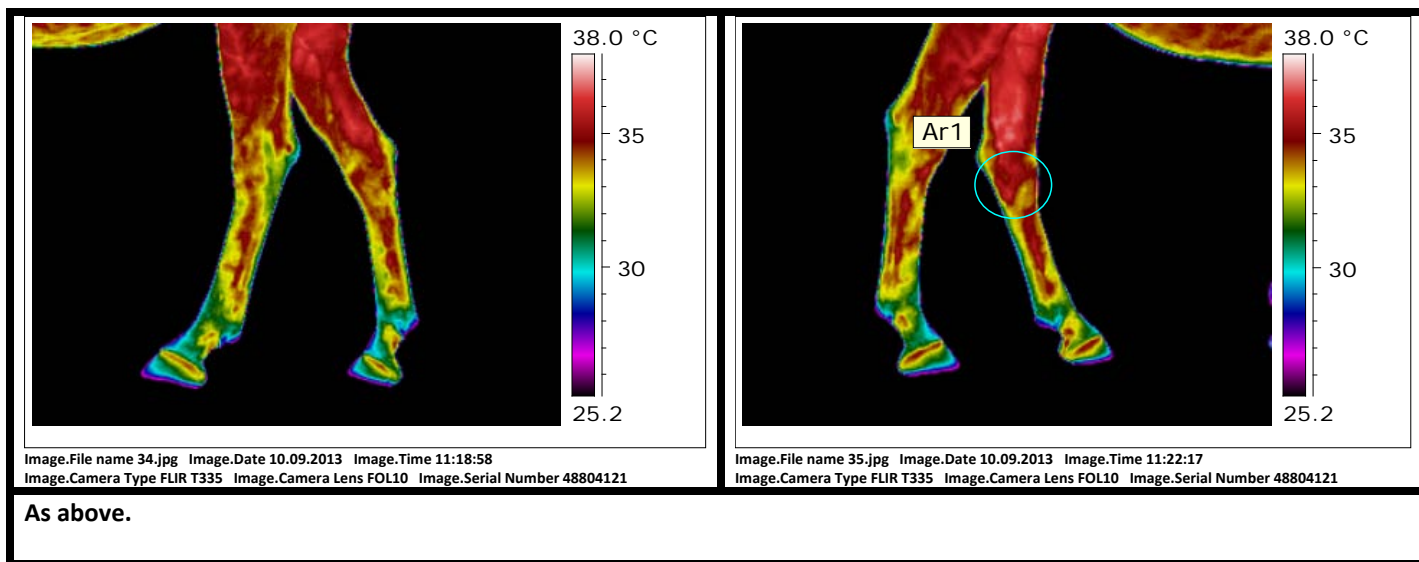 38.0 °C
35
30
25.2
Image.File name 34.jpg Image.Date 10.09.2013 Image.Time 11:18:58
Image.Camera Type FLIR T335 Image.Camera Lens FOL10 Image.Serial Number 48804121
Ar1
38.0 °C
35
30
25.2
Image.File name 35.jpg Image.Date 10.09.2013 Image.Time 11:22:17
Image.Camera Type FLIR T335 Image.Camera Lens FOL10 Image.Serial Number 48804121
As above.